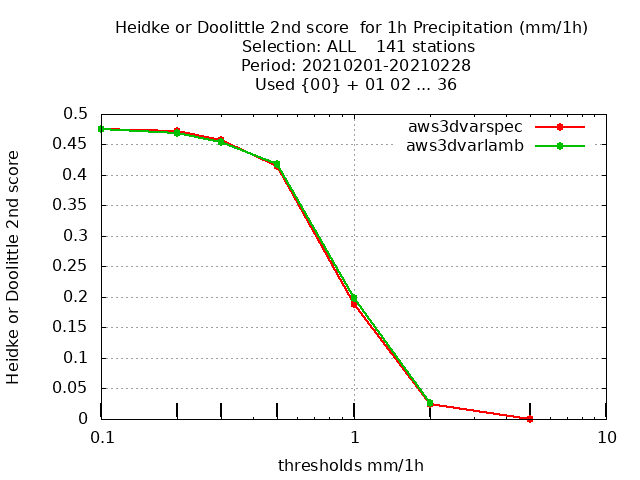 Heidke or Doolittle 2nd score  for 1h Precipitation (mm/1h)
Selection: ALL    141 stations
Period: 20210201-20210228
Used {00} + 01 02 ... 36
aws3dvarspec
aws3dvarlamb
Heidke or Doolittle 2nd score
0.5
0.45
0.4
0.35
0.3
0.25
0.2
0.15
0.1
0.05
0
0.1 1 10
thresholds mm/1h